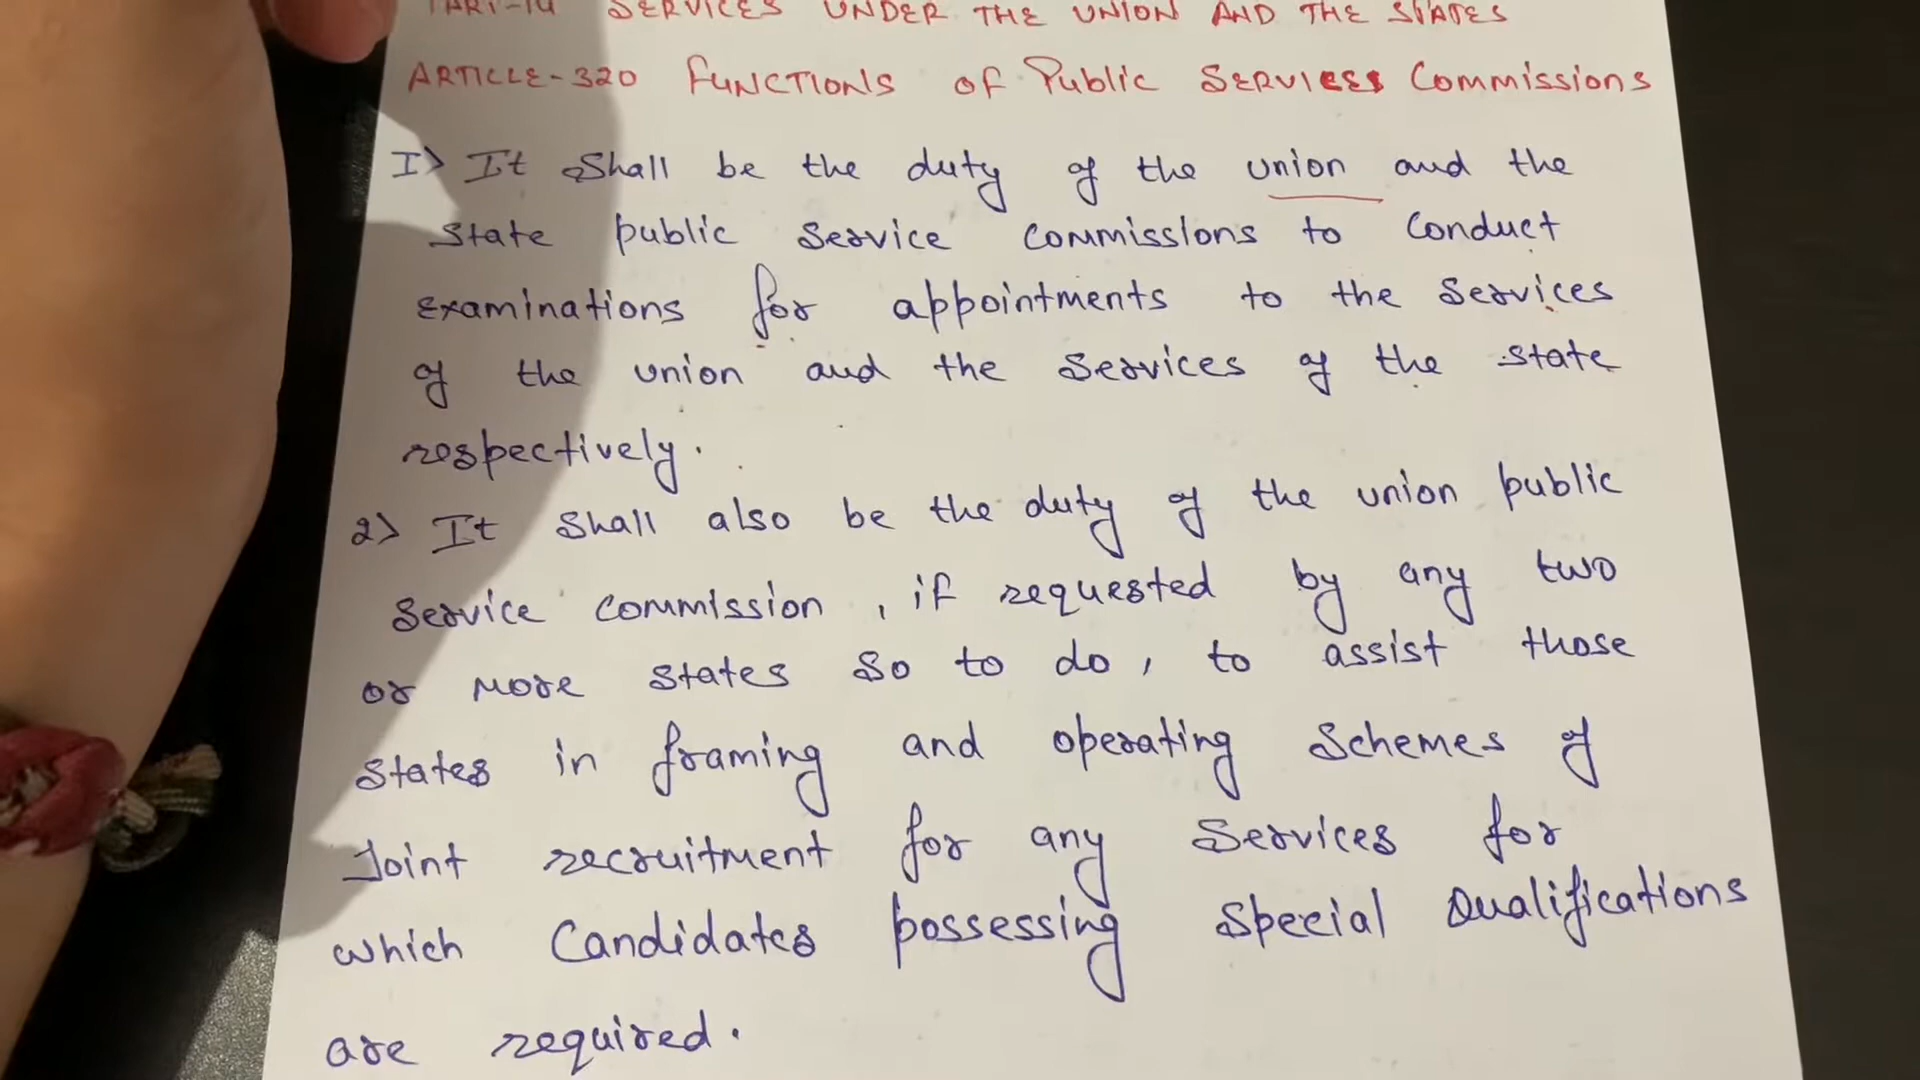 PART-14 SERVICES UNDER THE UNION AND THE STATES
ARTICLE-320 FUNCTIONS OF Public SERVICES Commissions
I) It Shall be the duty of the union and the
State public Service commissions to Conduct
Examinations for appointments to the Services
of the union and the Services of the State
respectively.
2) It Shall also be the duty of the union public
Service commission, if requested by any two
or more states so to do, to assist those
States in framing and operating Schemes of
Joint recruitment for any Services for
which Candidates possessing Special Qualifications
are required.